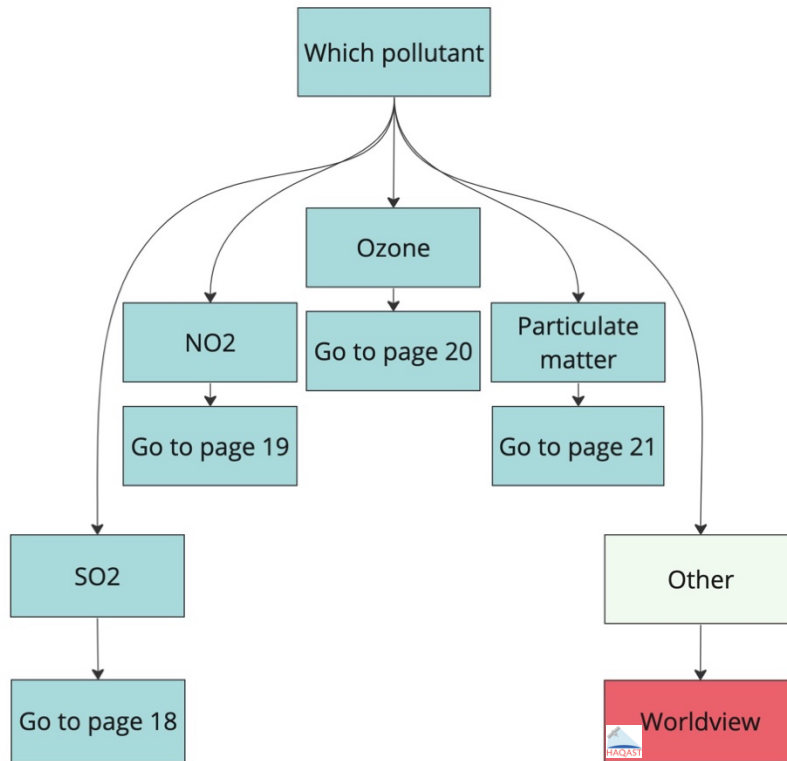 Which pollutant
Ozone
Go to page 20
NO2
Go to page 19
Particulate
matter
Go to page 21
SO2
Go to page 18
Other
Worldview
HAQAST